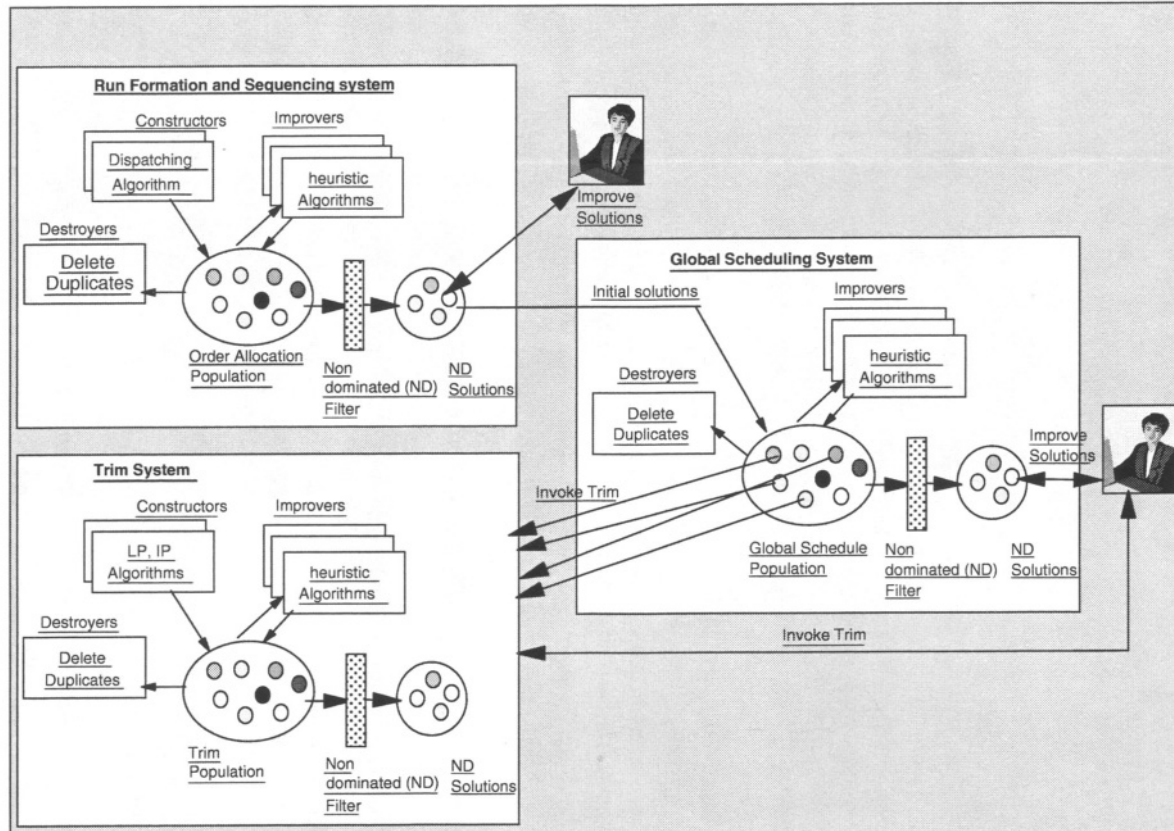 Run Formation and Sequencing system
Constructors
Improvers
Dispatching
Algorithm
heuristic
Algorithms
Destroyers
Delete
Duplicates
Order Allocation
Population
Non
dominated (ND)
Filter
ND
Solutions
Improve
Solutions
Global Scheduling System
Initial solutions
Improvers
heuristic
Algorithms
Destroyers
Delete
Duplicates
Invoke Trim
Global Schedule
Population
Non
dominated (ND)
Filter
ND
Solutions
Improve
Solutions
Invoke Trim
Trim System
Constructors
Improvers
LP, IP
Algorithms
heuristic
Algorithms
Destroyers
Delete
Duplicates
Trim
Population
Non
dominated (ND)
Filter
ND
Solutions